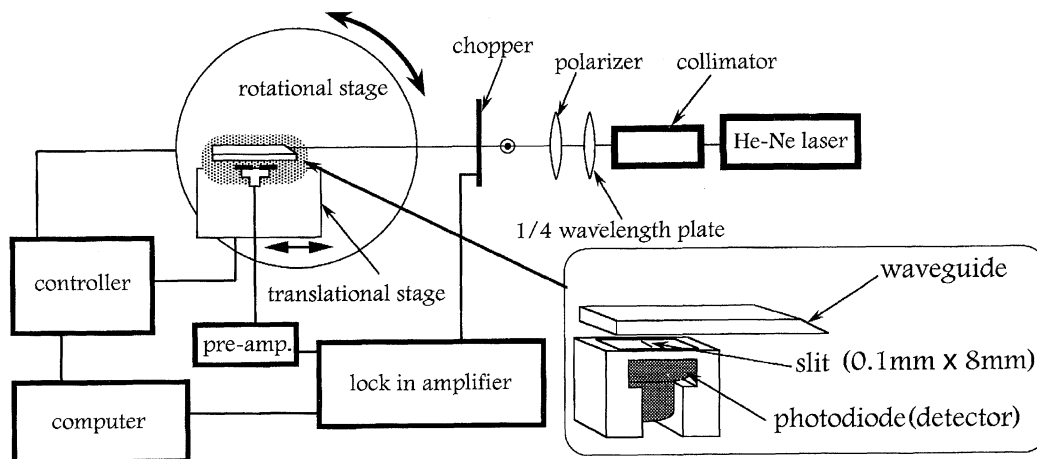 chopper
polarizer
collimator
rotational stage
He-Ne laser
1/4 wavelength plate
controller
translational stage
waveguide
pre-amp.
slit (0.1mm x 8mm)
lock in amplifier
computer
photodiode(detector)